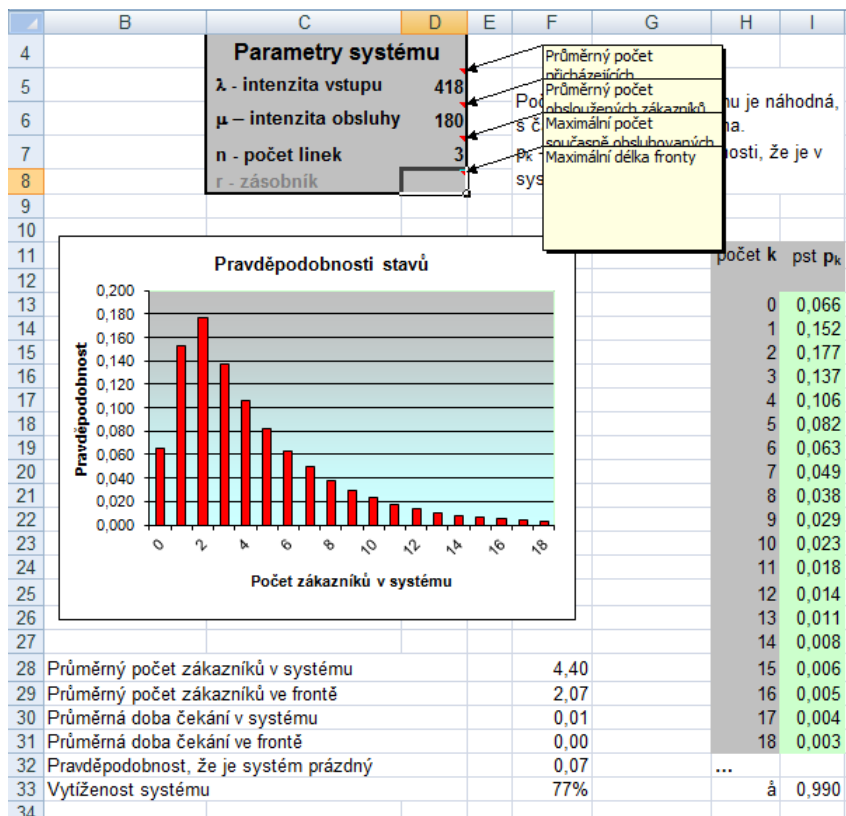 B C D E F G H I
4 Parametry systému
5 λ - intenzita vstupu 418
6 μ – intenzita obsluhy 180
7 n - počet linek 3
8 r - zásobník
Průměrný počet
přicházejících
Průměrný počet
obsloužených zákazníků
Maximální počet
současně obsluhovaných
Maximální délka fronty
mu je náhodná,
s č
na.
pk -
nosti, že je v
sys
9
10
11 počet k pst pk
12
Pravděpodobnosti stavů
0,200
0,180
0,160
0,140
0,120
0,100
0,080
0,060
0,040
0,020
0,000
Pravděpodobnost
0 2 4 6 8 10 12 14 16 18
Počet zákazníků v systému
13 0 0,066
14 1 0,152
15 2 0,177
16 3 0,137
17 4 0,106
18 5 0,082
19 6 0,063
20 7 0,049
21 8 0,038
22 9 0,029
23 10 0,023
24 11 0,018
25 12 0,014
26 13 0,011
27 14 0,008
28 Průměrný počet zákazníků v systému 4,40 15 0,006
29 Průměrný počet zákazníků ve frontě 2,07 16 0,005
30 Průměrná doba čekání v systému 0,01 17 0,004
31 Průměrná doba čekání ve frontě 0,00 18 0,003
32 Pravděpodobnost, že je systém prázdný 0,07 ...
33 Vytíženost systému 77% å 0,990
34